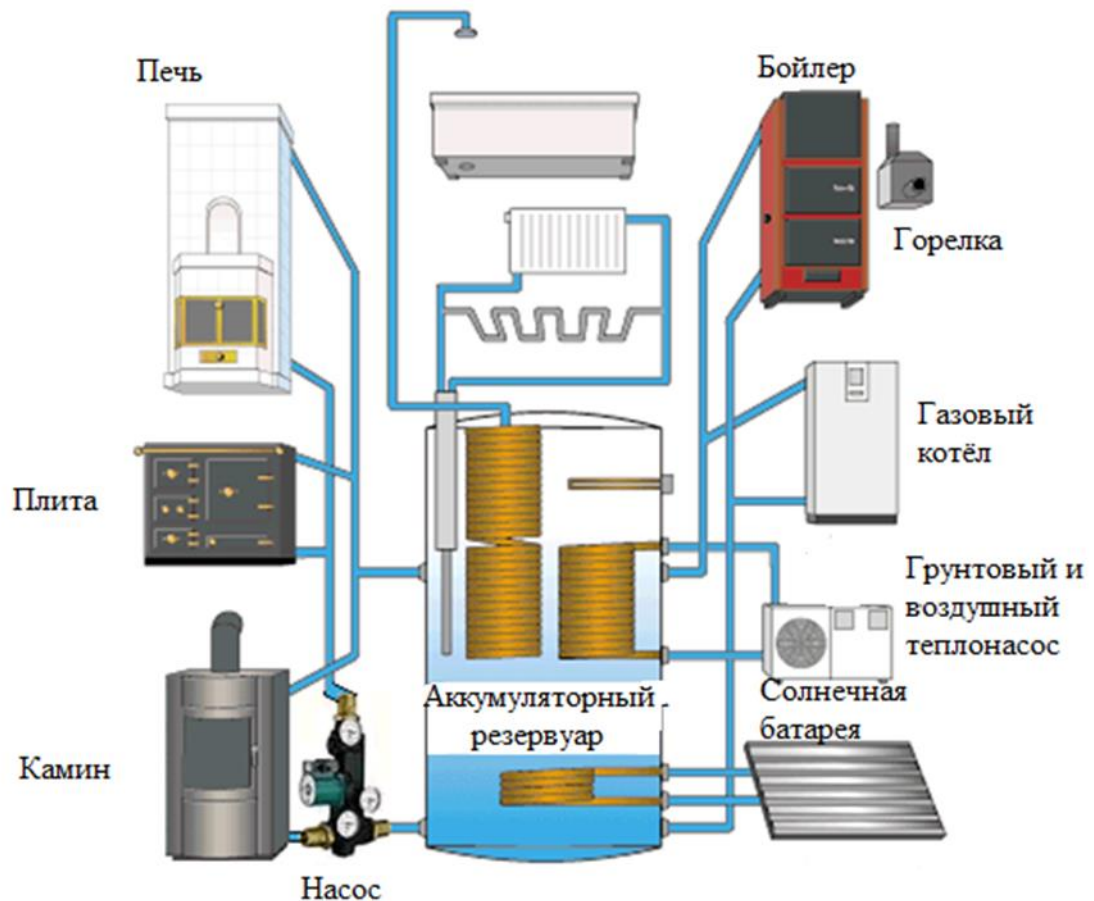 Печь
Бойлер
Горелка
Плита
Газовый
котёл
Грунтовый и
воздушный
теплонасос
Аккумуляторный
резервуар
Солнечная
батарея
Камин
Насос